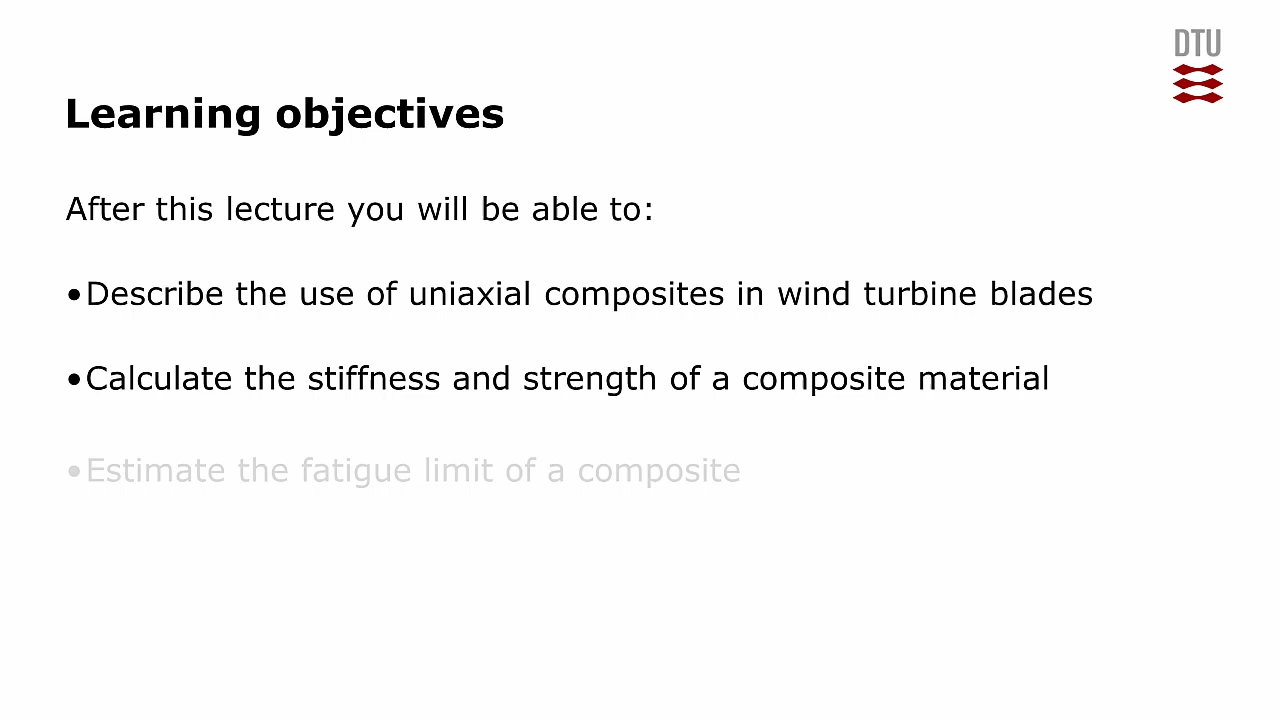 DTU
Learning objectives
After this lecture you will be able to:
•Describe the use of uniaxial composites in wind turbine blades
•Calculate the stiffness and strength of a composite material
•Estimate the fatigue limit of a composite